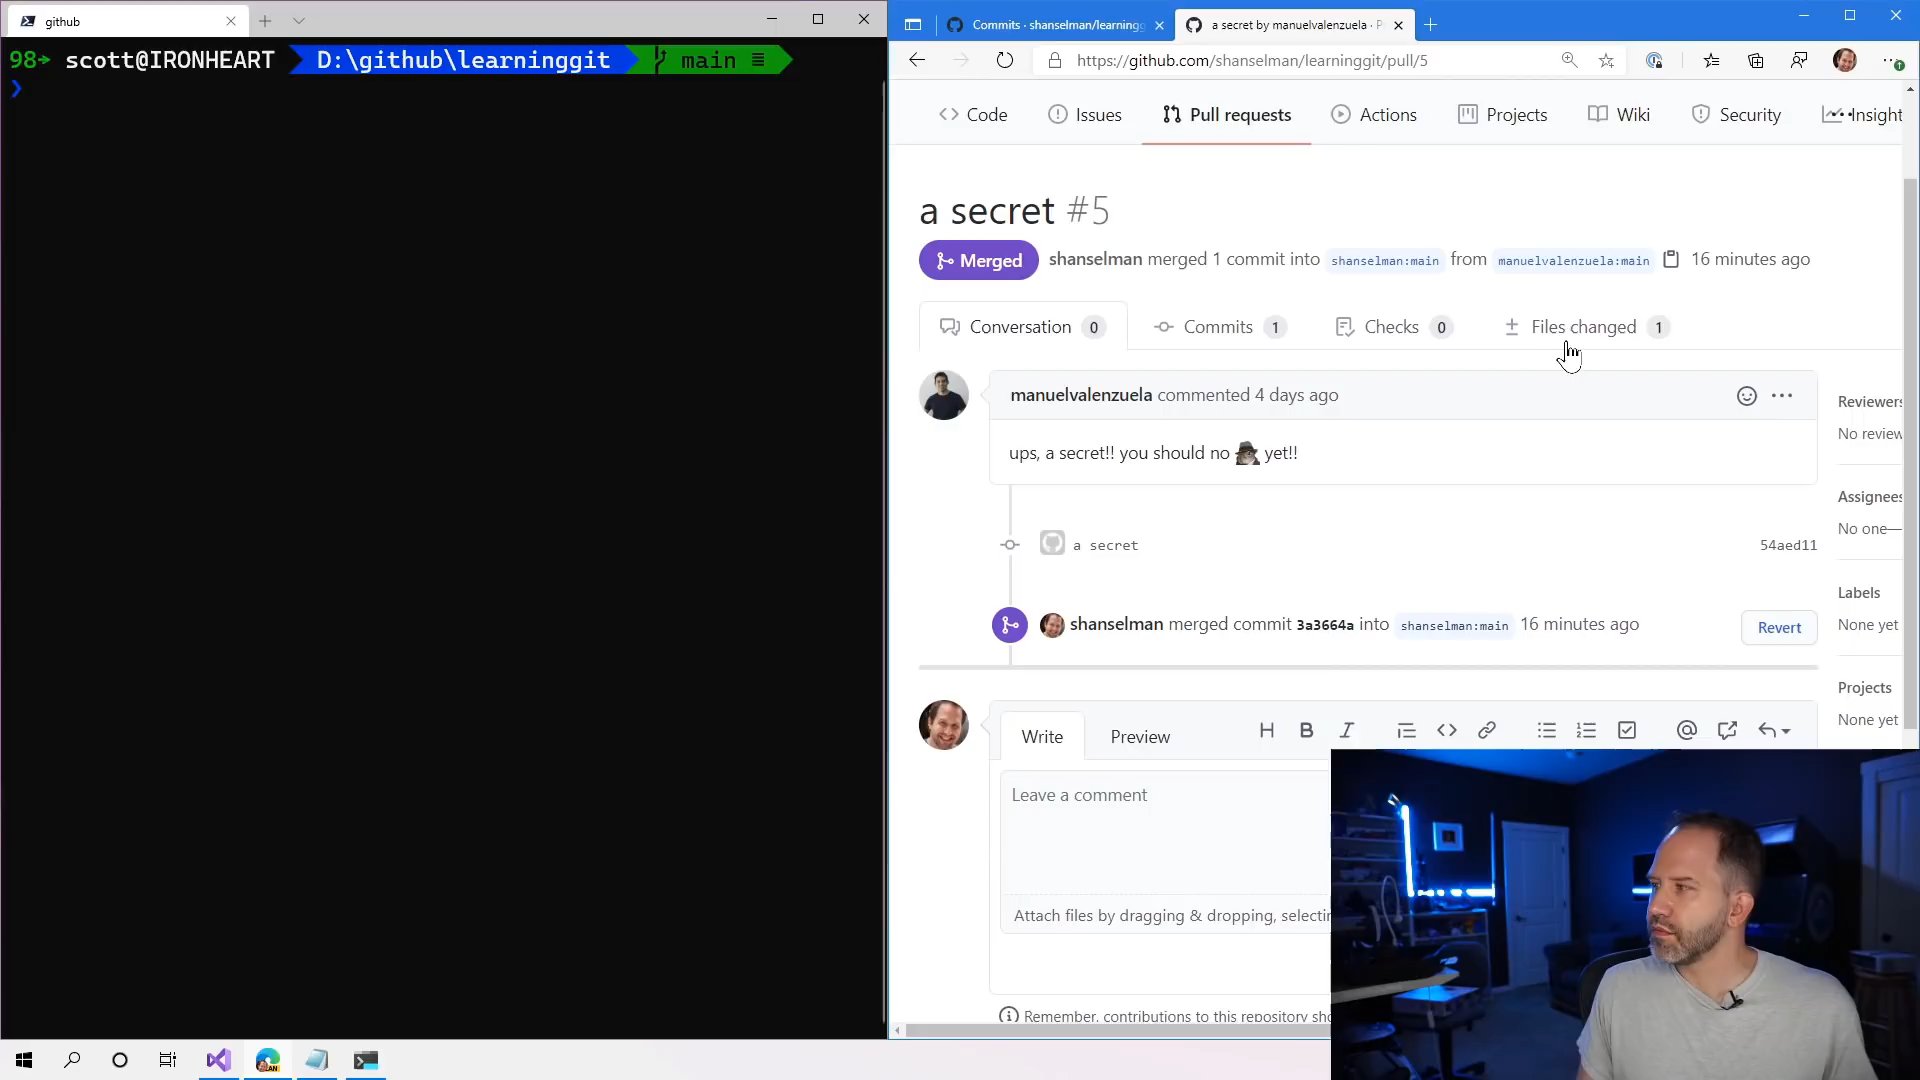 github
98→ scott@IRONHEART D:\github\learninggit main ≡
❯
Commits · shanselman/learningg
a secret by manuelvalenzuela · P
https://github.com/shanselman/learninggit/pull/5
Code
Issues
Pull requests
Actions
Projects
Wiki
Security
Insight
a secret #5
Merged
shanselman merged 1 commit into shanselman:main from manuelvalenzuela:main 16 minutes ago
Conversation 0
Commits 1
Checks 0
Files changed 1
manuelvalenzuela commented 4 days ago
ups, a secret!! you should no yet!!
a secret 54aed11
shanselman merged commit 3a3664a into shanselman:main 16 minutes ago
Revert
Reviewers
No review
Assignees
No one—
Labels
None yet
Projects
None yet
Write
Preview
Leave a comment
Attach files by dragging & dropping, selectin
Remember, contributions to this repository sho